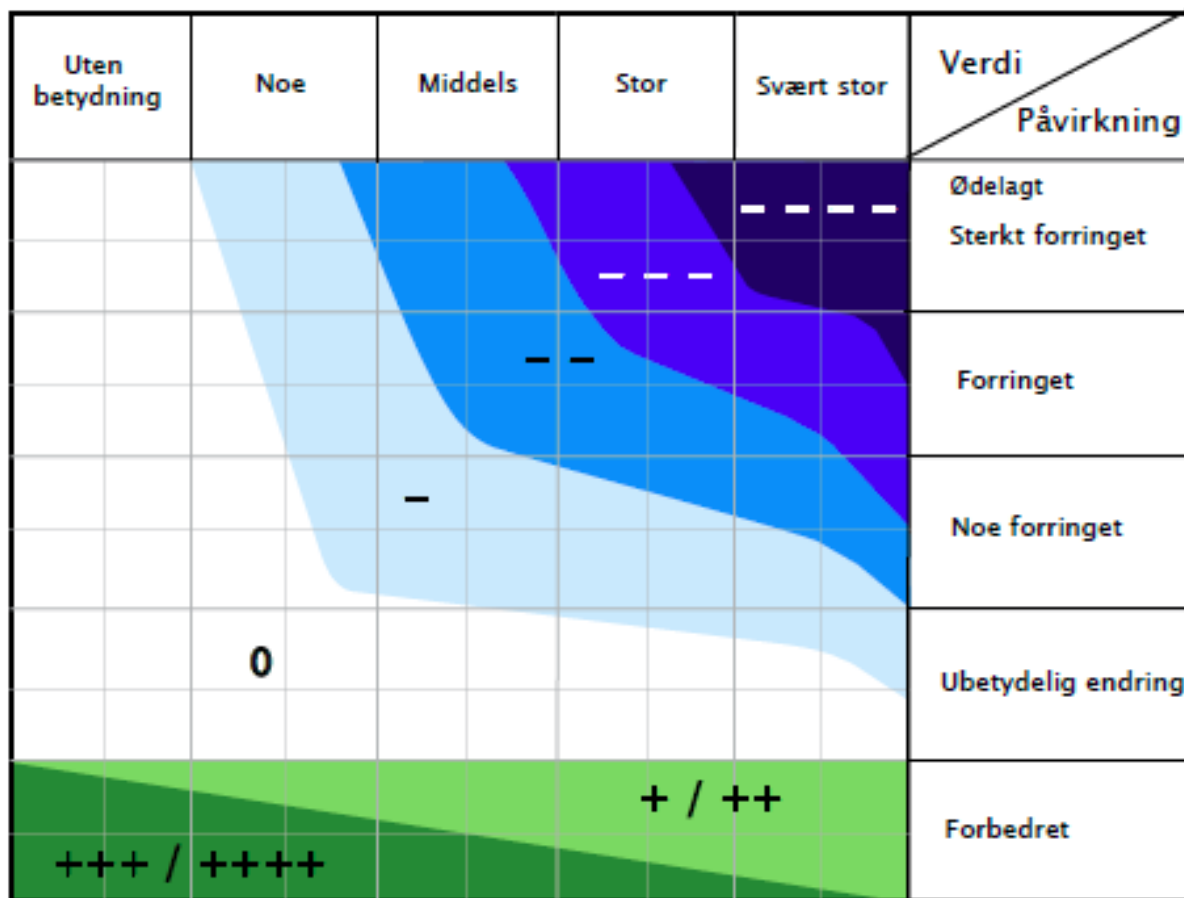 Uten
betydning
Noe
Middels
Stor
Svært stor
Verdi
Påvirkning
Ødelagt
Sterkt forringet
– – – –
– – –
– –
Forringet
–
Noe forringet
0
Ubetydelig endring
+ / ++
Forbedret
+++ / ++++